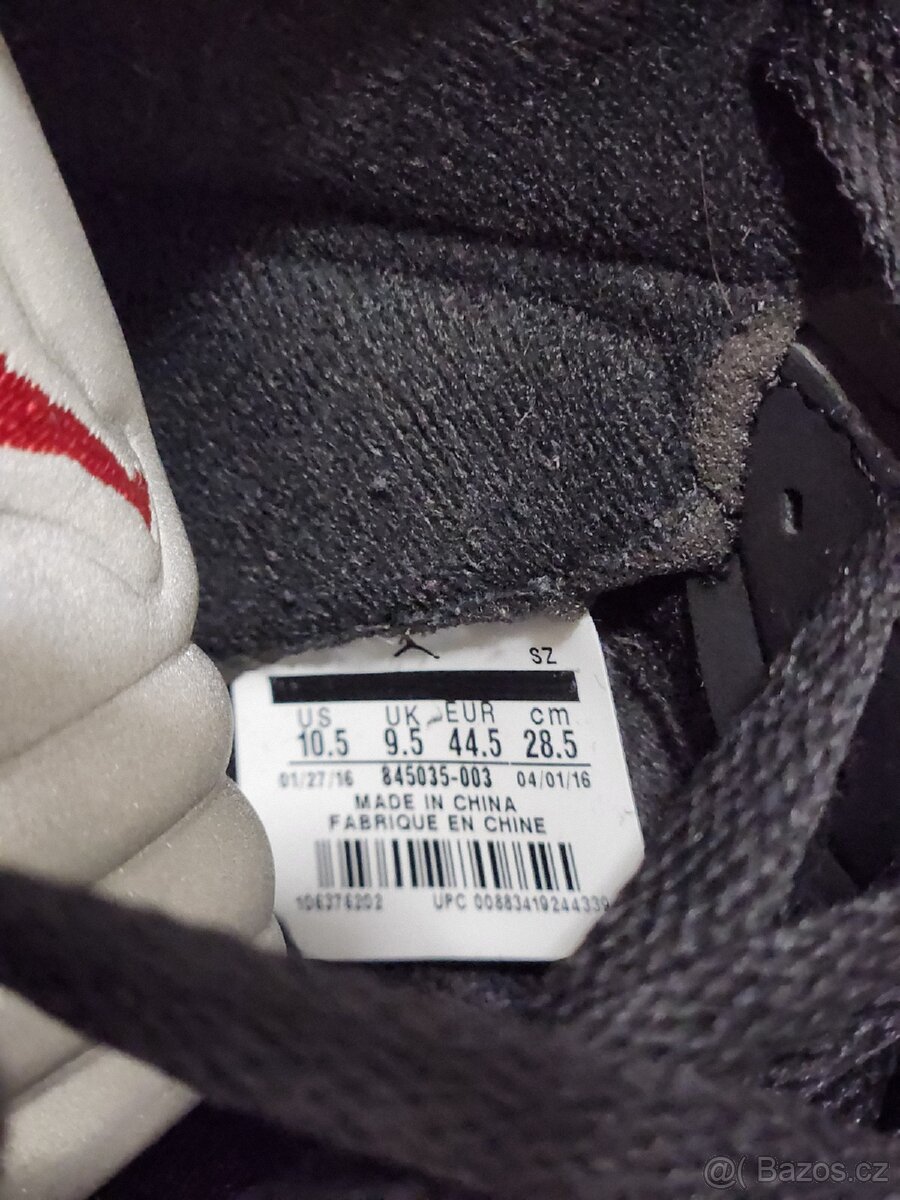 SZ
US UK EUR cm
10.5 9.5 44.5 28.5
01/27/16 845035-003 04/01/16
MADE IN CHINA
FABRIQUE EN CHINE
106376202 UPC 00883419244339
@( Bazos.cz